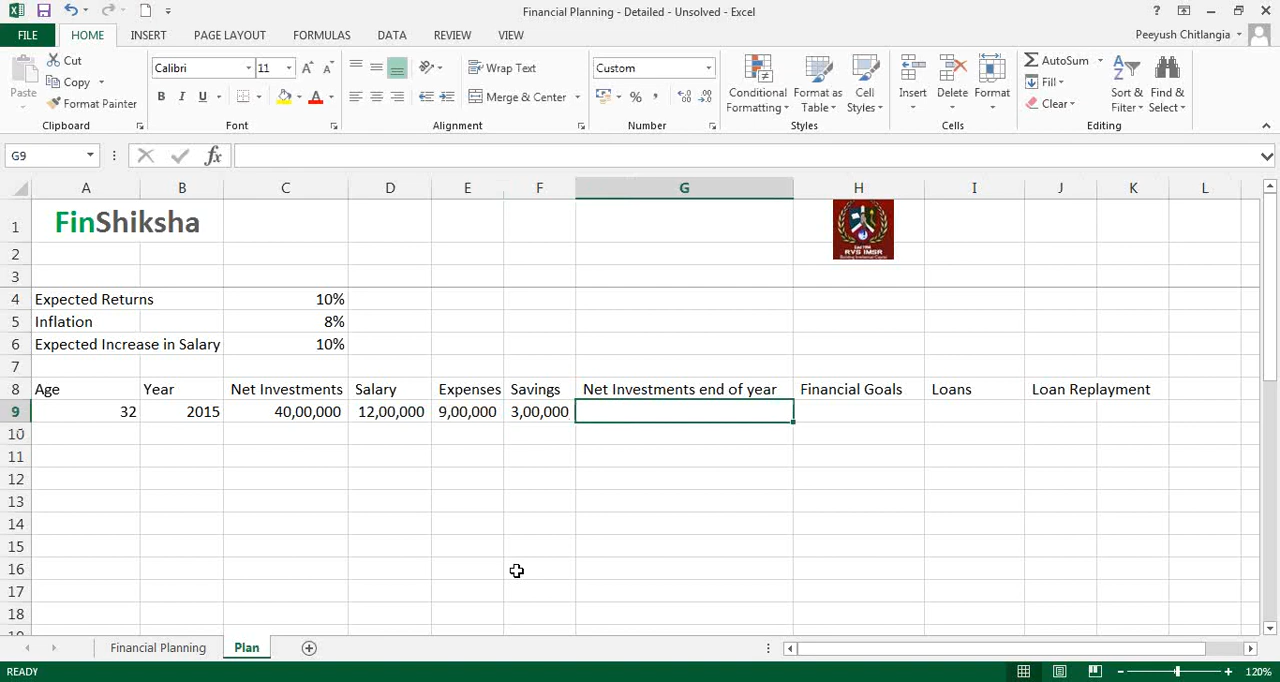 Financial Planning - Detailed - Unsolved - Excel
FILE HOME INSERT PAGE LAYOUT FORMULAS DATA REVIEW VIEW Peeyush Chitlangia
Paste Cut Copy Format Painter Clipboard
Calibri 11 B I U A Font
Wrap Text Merge & Center Alignment
Custom % Number
Conditional Formatting Format as Table Cell Styles Styles
Insert Delete Format Cells
AutoSum Fill Clear Sort & Filter Find & Select Editing
G9 fx
A B C D E F G H I J K L
1 FinShiksha
RVS IMSR
2
3
4 Expected Returns 10%
5 Inflation 8%
6 Expected Increase in Salary 10%
7
8 Age Year Net Investments Salary Expenses Savings Net Investments end of year Financial Goals Loans Loan Replayment
9 32 2015 40,00,000 12,00,000 9,00,000 3,00,000
10
11
12
13
14
15
16
17
18
Financial Planning Plan
READY 120%